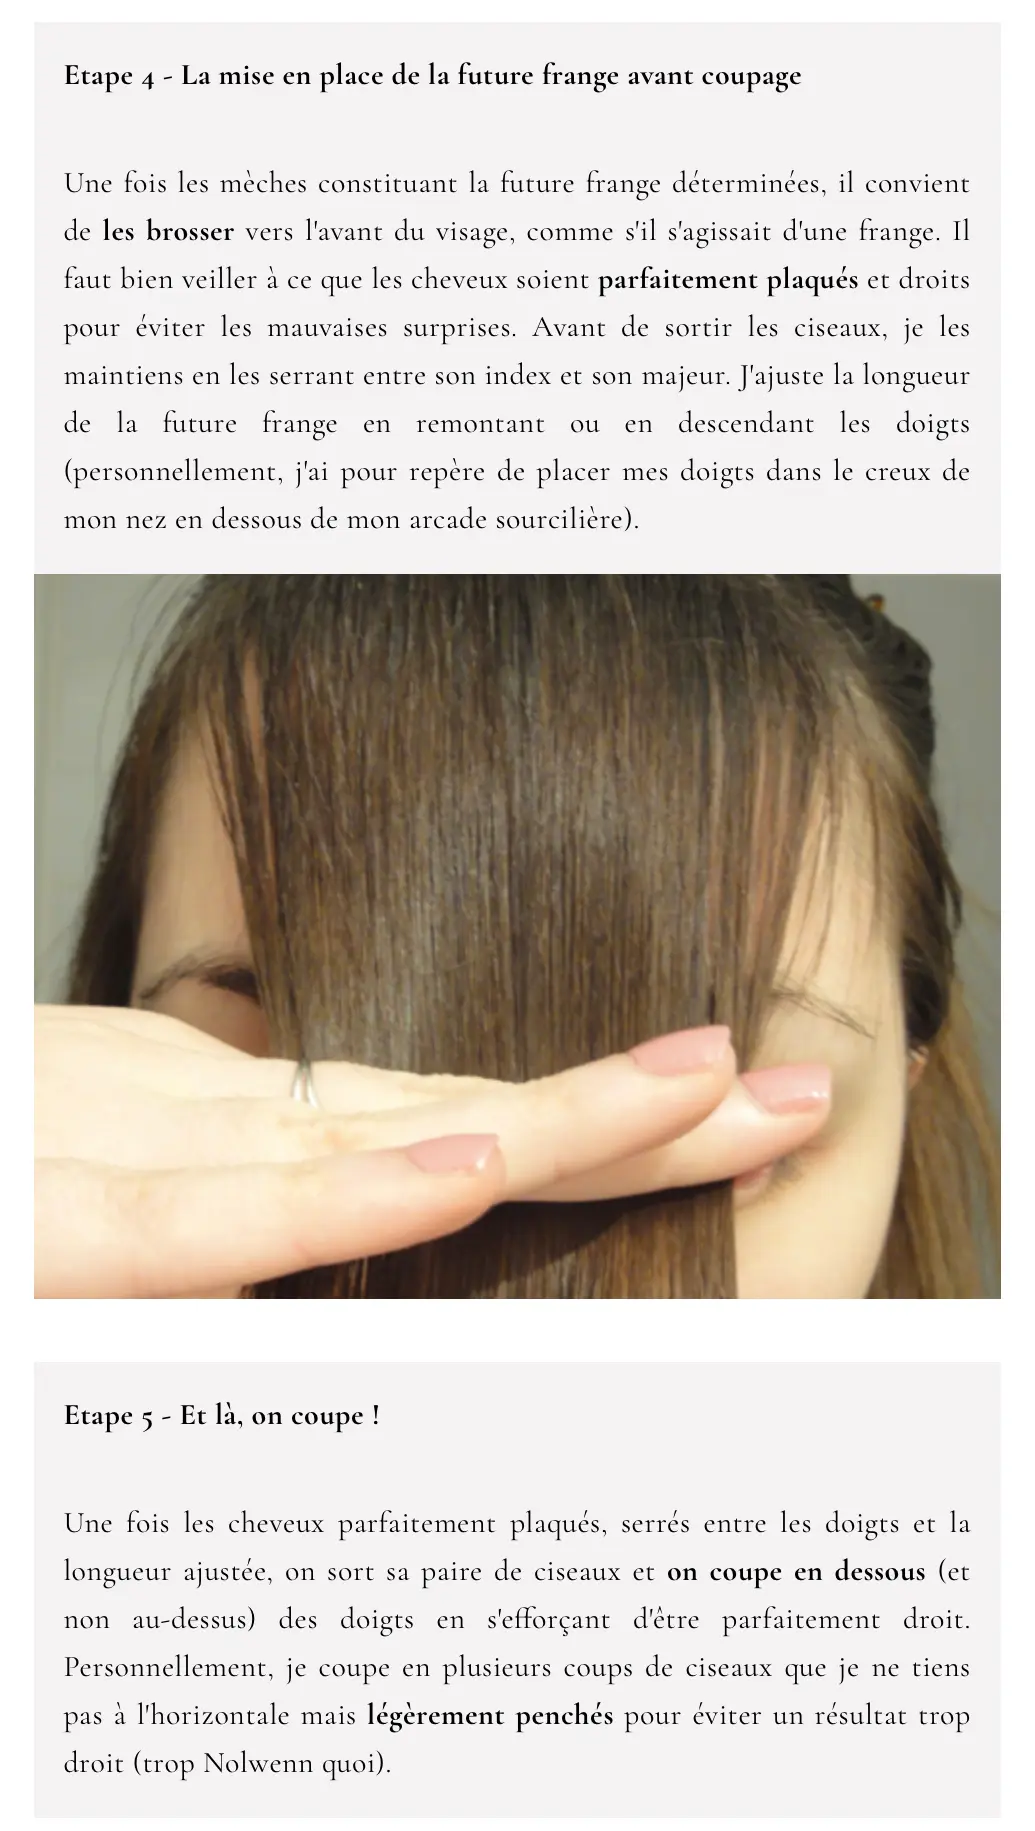 Etape 4 - La mise en place de la future frange avant coupage
Une fois les mèches constituant la future frange déterminées, il convient
de les brosser vers l'avant du visage, comme s'il s'agissait d'une frange. Il
faut bien veiller à ce que les cheveux soient parfaitement plaqués et droits
pour éviter les mauvaises surprises. Avant de sortir les ciseaux, je les
maintiens en les serrant entre son index et son majeur. J'ajuste la longueur
de la future frange en remontant ou en descendant les doigts
(personnellement, j'ai pour repère de placer mes doigts dans le creux de
mon nez en dessous de mon arcade sourcilière).
Etape 5 - Et là, on coupe !
Une fois les cheveux parfaitement plaqués, serrés entre les doigts et la
longueur ajustée, on sort sa paire de ciseaux et on coupe en dessous (et
non au-dessus) des doigts en s'efforçant d'être parfaitement droit.
Personnellement, je coupe en plusieurs coups de ciseaux que je ne tiens
pas à l'horizontale mais légèrement penchés pour éviter un résultat trop
droit (trop Nolwenn quoi).